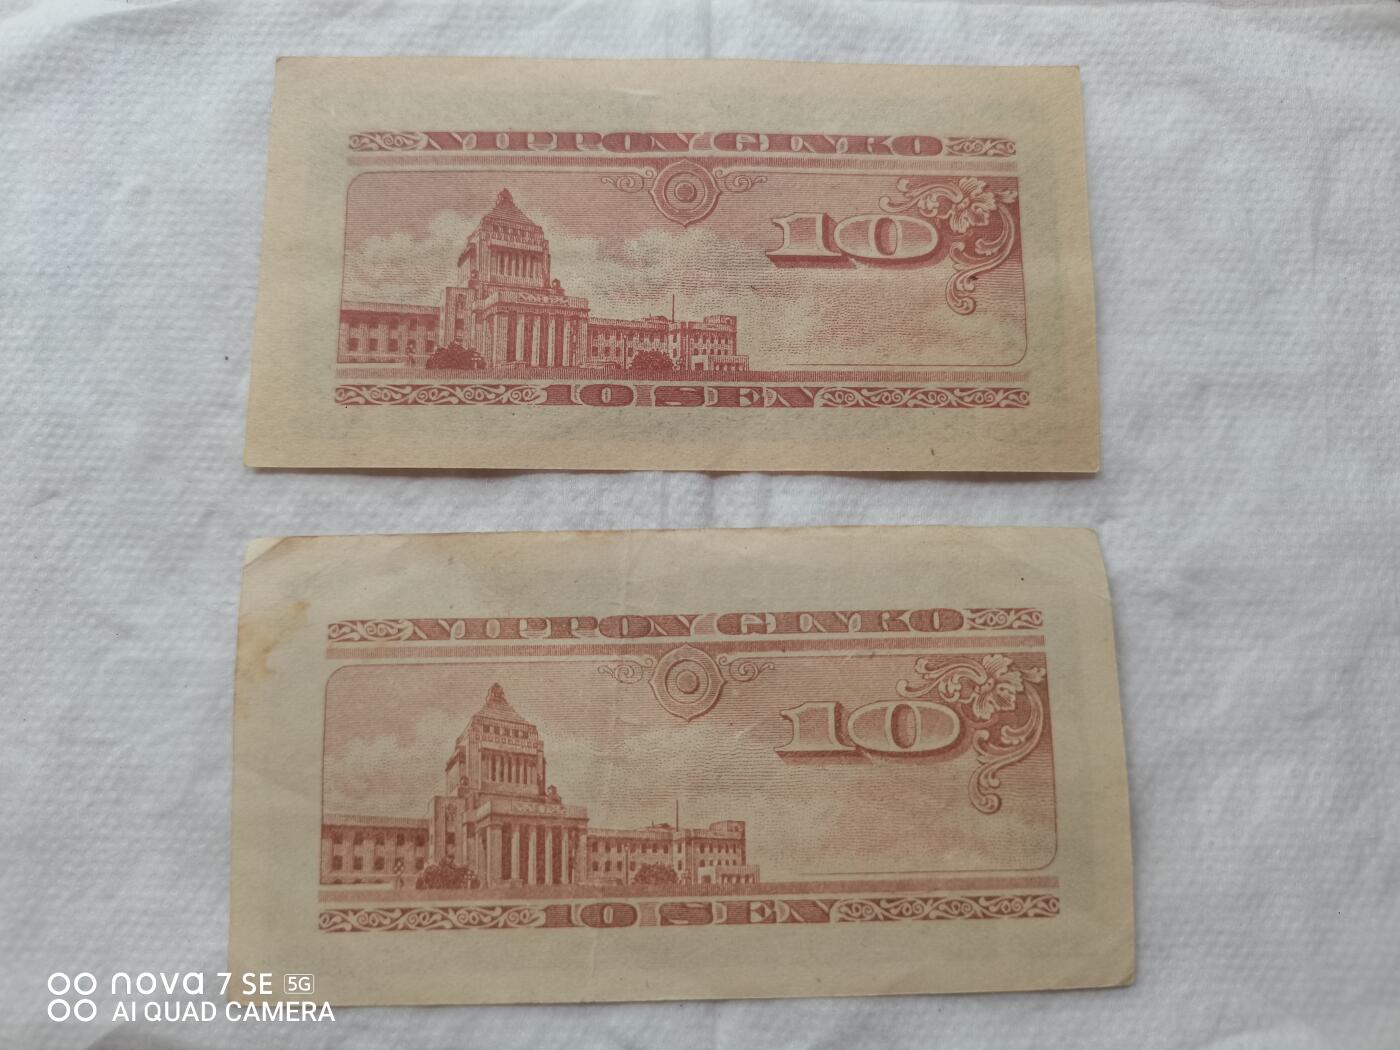 NIPPON GINKO
10
10 SEN
NIPPON GINKO
10
10 SEN
nova 7 SE 5G
AI QUAD CAMERA